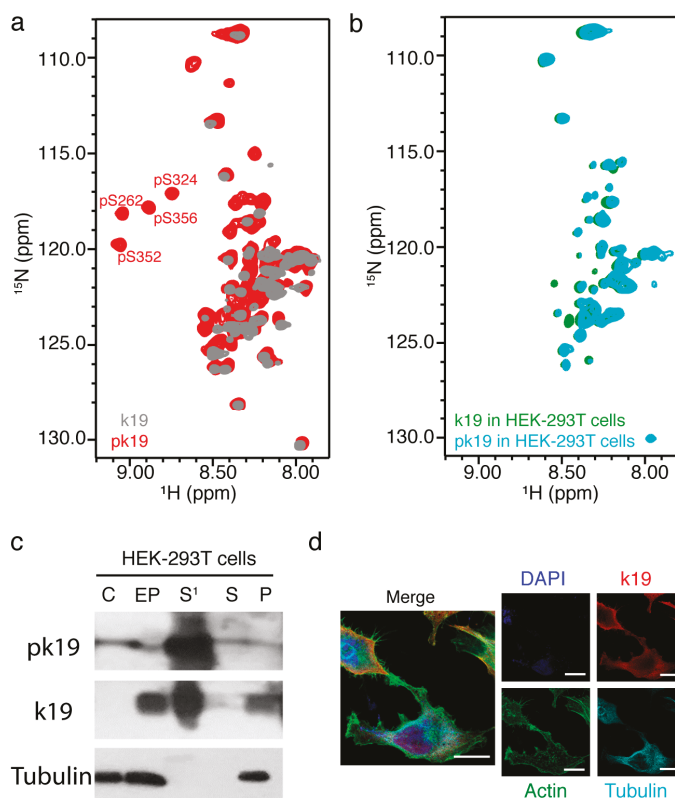 a
110.0
115.0
120.0
125.0
130.0
¹⁵N (ppm)
pS324
pS262
pS356
pS352
k19
pk19
9.00 8.50 8.00
¹H (ppm)
b
110.0
115.0
120.0
125.0
130.0
¹⁵N (ppm)
k19 in HEK-293T cells
pk19 in HEK-293T cells
9.00 8.50 8.00
¹H (ppm)
c
HEK-293T cells
C EP S¹ S P
pk19
k19
Tubulin
d
Merge
DAPI
k19
Actin
Tubulin